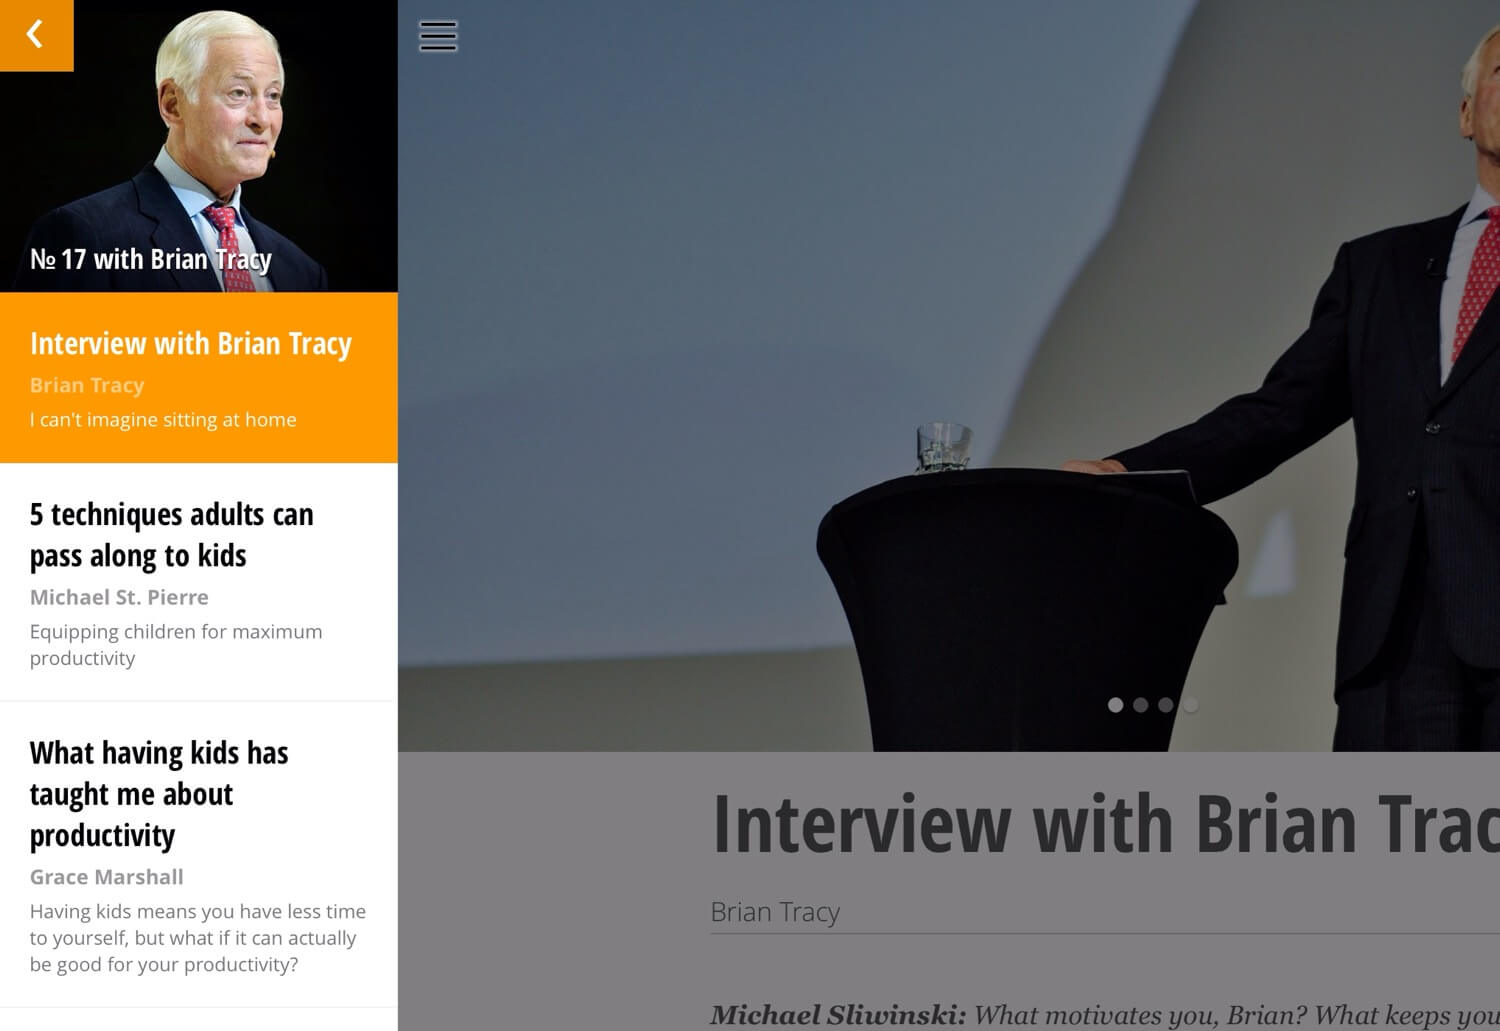 № 17 with Brian Tracy
Interview with Brian Tracy
Brian Tracy
I can't imagine sitting at home
5 techniques adults can
pass along to kids
Michael St. Pierre
Equipping children for maximum
productivity
What having kids has
taught me about
productivity
Grace Marshall
Having kids means you have less time
to yourself, but what if it can actually
be good for your productivity?
Interview with Brian Trac
Brian Tracy
Michael Sliwinski: What motivates you, Brian? What keeps you